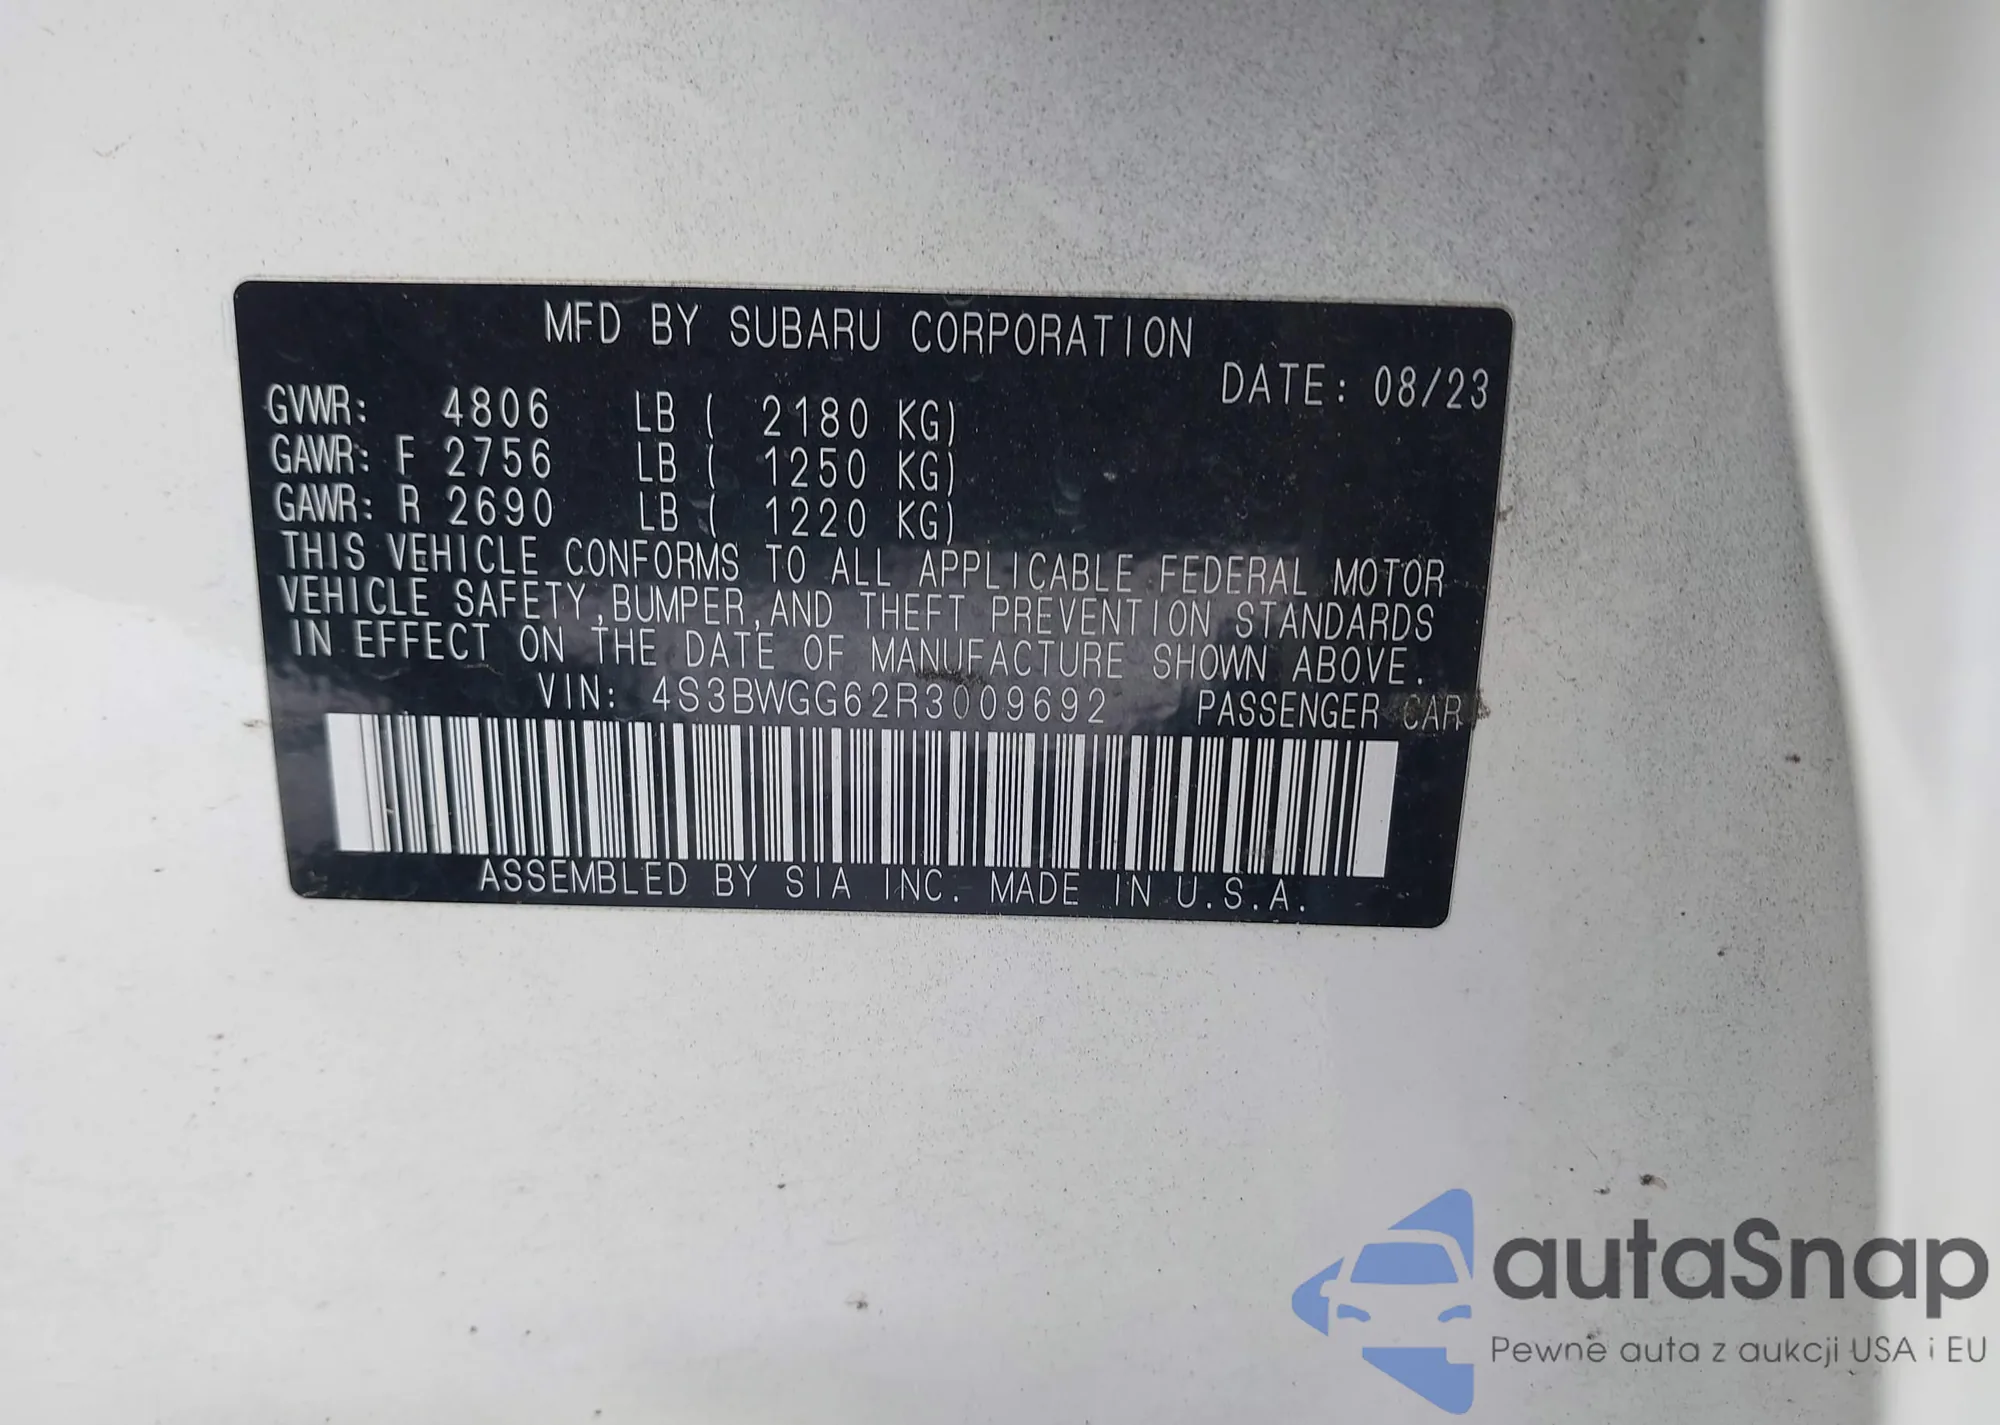 MFD BY SUBARU CORPORATION
DATE: 08/23
GVWR: 4806 LB ( 2180 KG)
GAWR: F 2756 LB ( 1250 KG)
GAWR: R 2690 LB ( 1220 KG)
THIS VEHICLE CONFORMS TO ALL APPLICABLE FEDERAL MOTOR
VEHICLE SAFETY,BUMPER,AND THEFT PREVENTION STANDARDS
IN EFFECT ON THE DATE OF MANUFACTURE SHOWN ABOVE.
VIN: 4S3BWGG62R3009692 PASSENGER CAR
ASSEMBLED BY SIA INC. MADE IN U.S.A.
autaSnap
Pewne auta z aukcji USA i EU